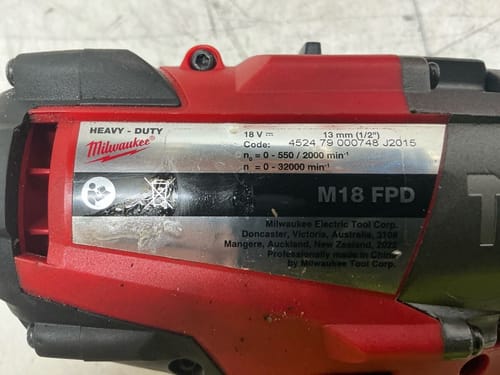 HEAVY - DUTY
Milwaukee®
18 V ⎓ 13 mm (1/2")
Code: 4524 79 000748 J2015
n₀ = 0 - 550 / 2000 min⁻¹
n = 0 - 32000 min⁻¹
M18 FPD
Milwaukee Electric Tool Corp.
Doncaster, Victoria, Australia, 3108
Mangere, Auckland, New Zealand, 2022
Professionally made in China
By Milwaukee Tool Corp.